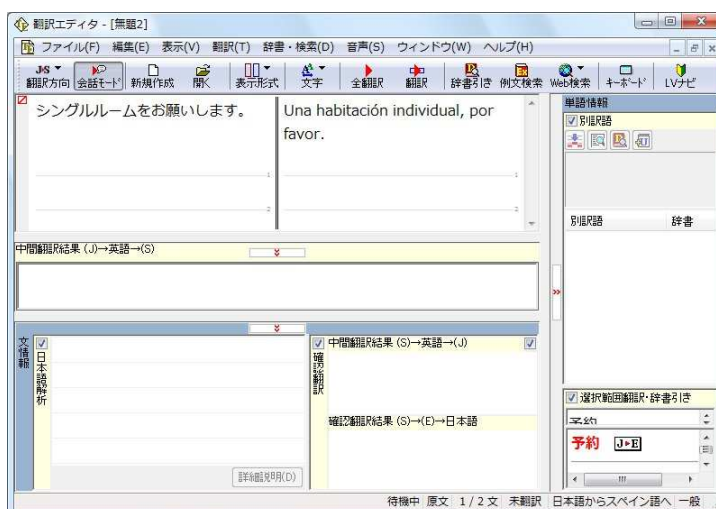 翻訳エディタ - [無題2]
ファイル(F) 編集(E) 表示(V) 翻訳(T) 辞書・検索(D) 音声(S) ウィンドウ(W) ヘルプ(H)
J-S
翻訳方向 会話モード 新規作成 開く 表示形式 文字 全翻訳 翻訳 辞書引き 例文検索 Web検索 キーボード LVナビ
シングルルームをお願いします。
Una habitación individual, por
favor.
1 1
2 2
中間翻訳結果 (J)→英語→(S)
文情報
日本語解析
詳細説明(D)
確認翻訳
中間翻訳結果 (S)→英語→(J)
確認翻訳結果 (S)→(E)→日本語
単語情報
別訳語
別訳語 辞書
選択範囲翻訳・辞書引き
予約
予約 J▶E
待機中 原文 1 / 2 文 未翻訳 日本語からスペイン語へ 一般